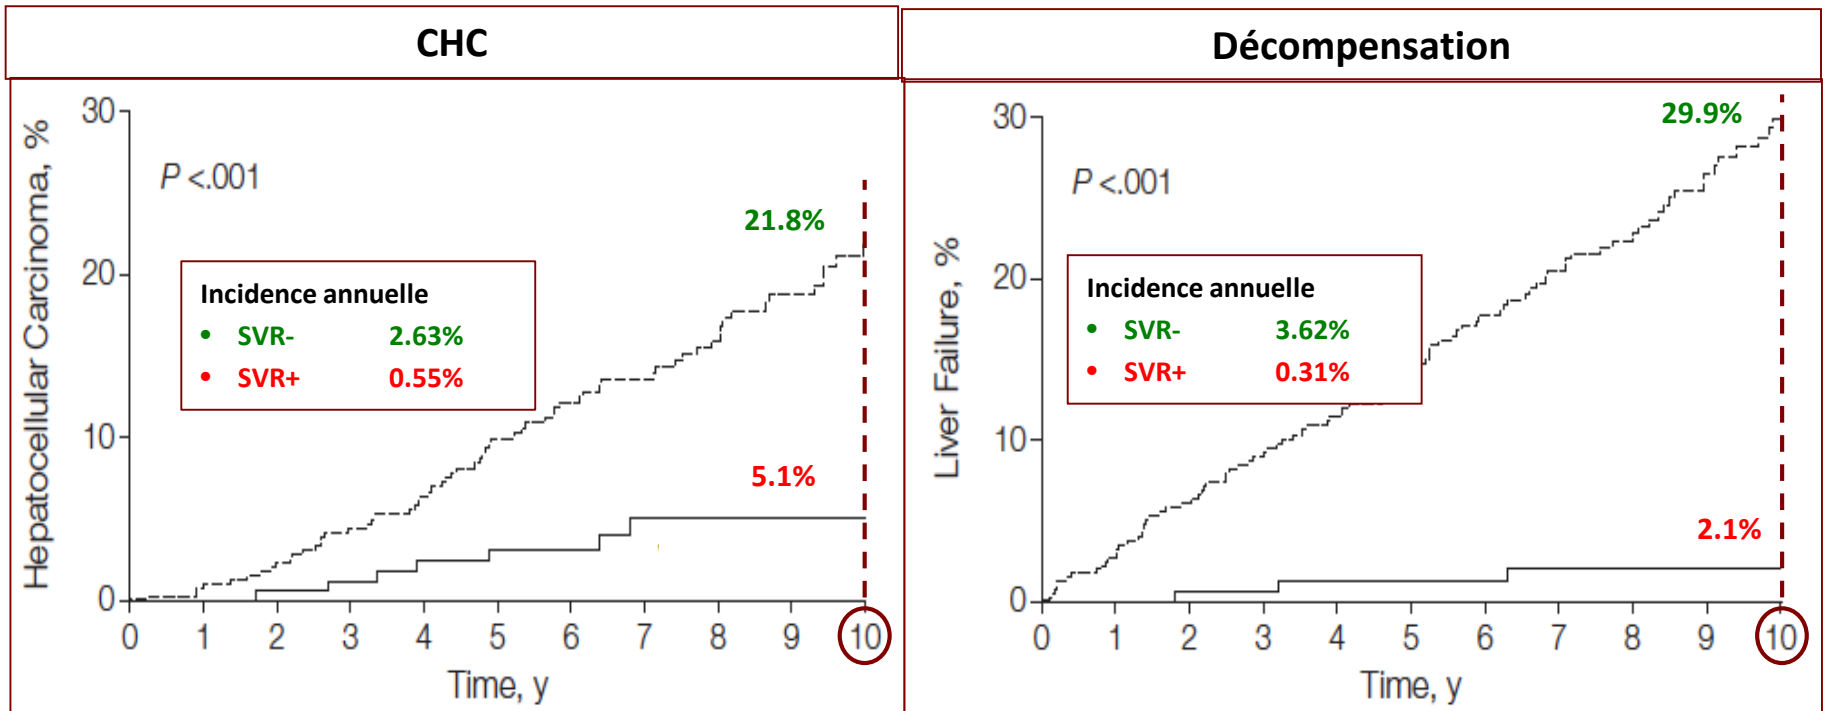 CHC
Hepatocellular Carcinoma, %
30
20
10
0
P <.001
21.8%
Incidence annuelle
• SVR- 2.63%
• SVR+ 0.55%
5.1%
0 1 2 3 4 5 6 7 8 9 10
Time, y
Décompensation
Liver Failure, %
30
20
10
0
P <.001
29.9%
Incidence annuelle
• SVR- 3.62%
• SVR+ 0.31%
2.1%
0 1 2 3 4 5 6 7 8 9 10
Time, y